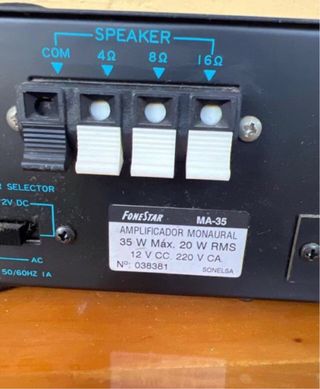 SPEAKER
COM 4Ω 8Ω 16Ω
R SELECTOR
2V DC
AC
50/60HZ 1A
FONESTAR MA-35
AMPLIFICADOR MONAURAL
35 W Máx. 20 W RMS
12 V CC. 220 V CA.
Nº: 038381 SONELSA